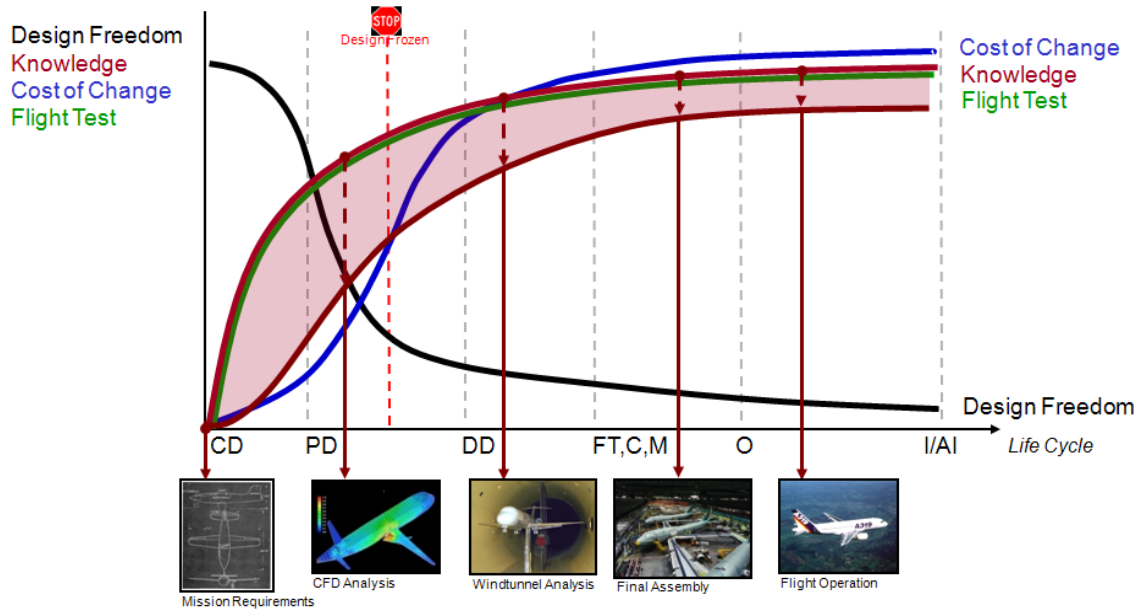 STOP
Design Frozen
Design Freedom
Knowledge
Cost of Change
Flight Test
Cost of Change
Knowledge
Flight Test
Design Freedom
CD
PD
DD
FT,C,M
O
I/AI
Life Cycle
A319
Mission Requirements
CFD Analysis
Windtunnel Analysis
Final Assembly
Flight Operation